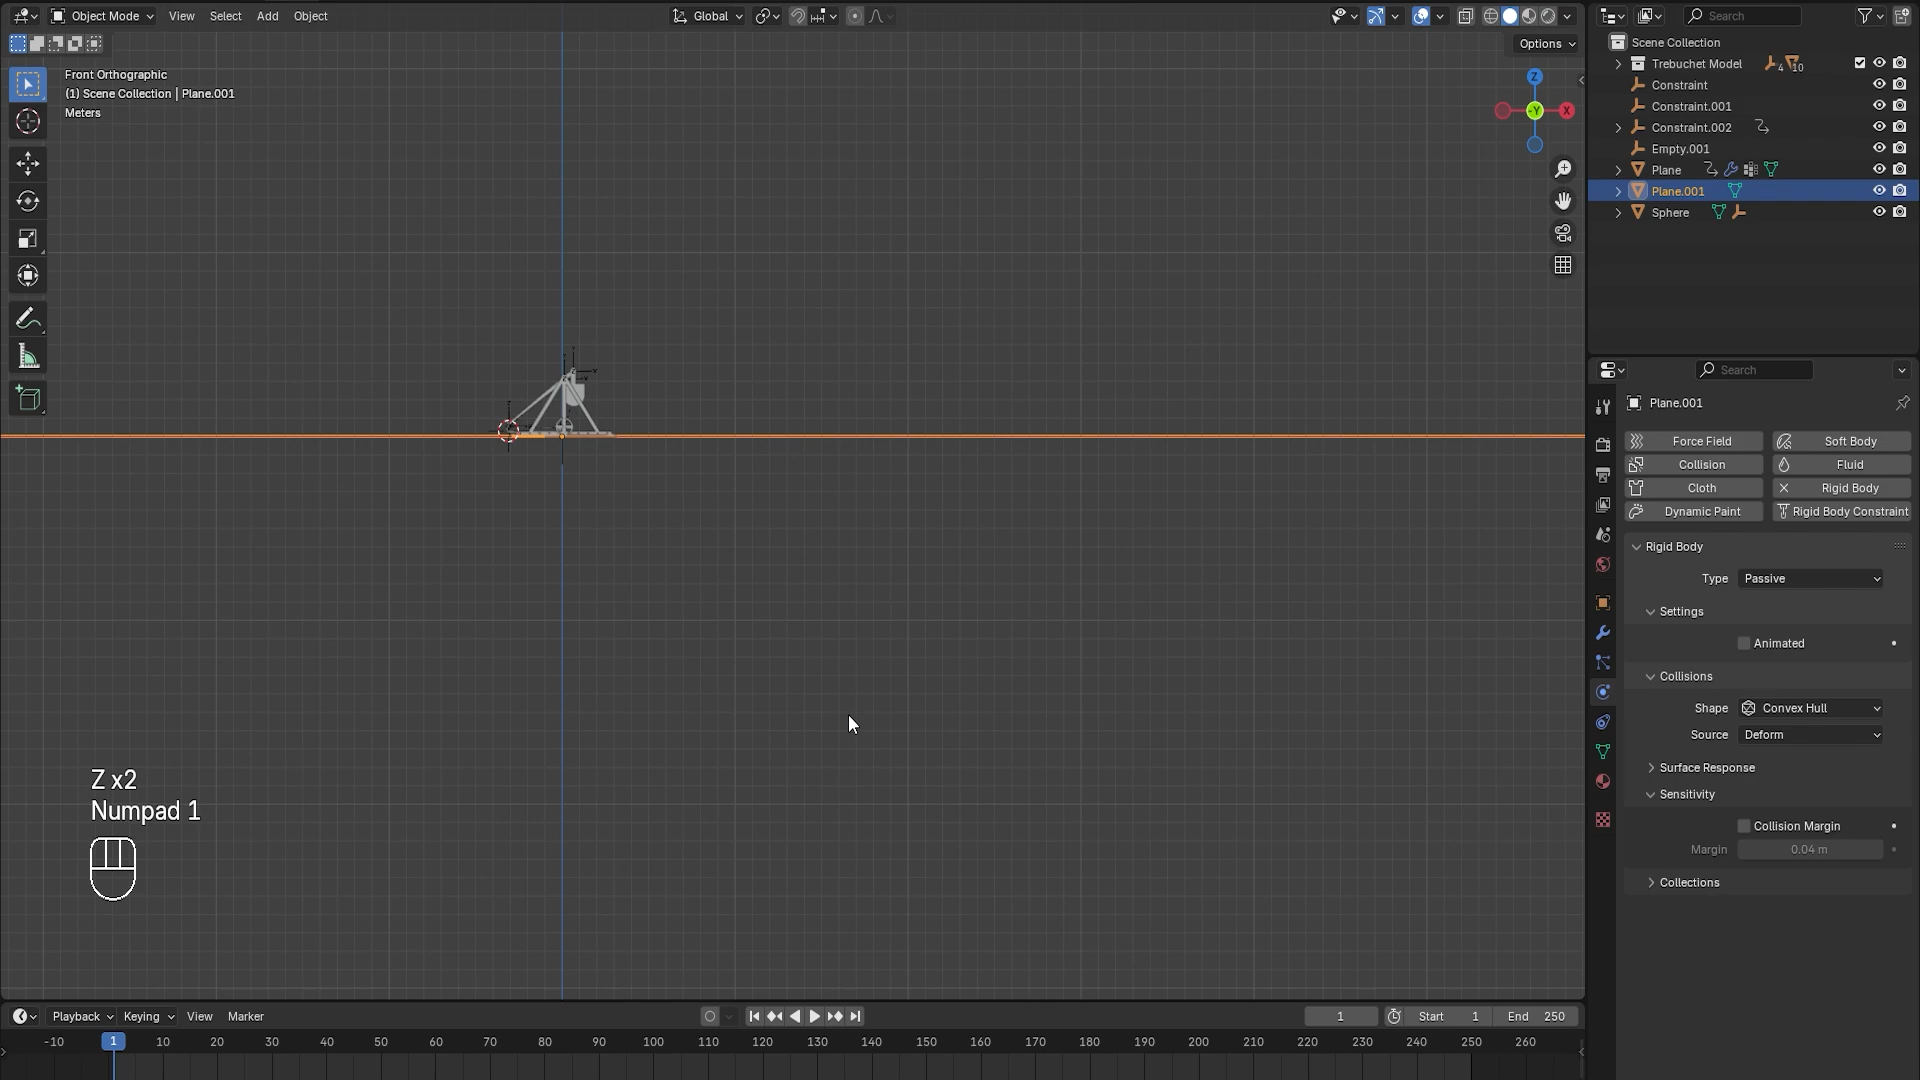 Object Mode View Select Add Object Global
Search
Options
Front Orthographic
(1) Scene Collection | Plane.001
Meters
Z
Y
X
Scene Collection
Trebuchet Model 4 10
Constraint
Constraint.001
Constraint.002
Empty.001
Plane
Plane.001
Sphere
Search
Plane.001
Force Field Soft Body
Collision Fluid
Cloth Rigid Body
Dynamic Paint Rigid Body Constraint
Rigid Body
Type Passive
Settings
Animated
Collisions
Shape Convex Hull
Source Deform
Surface Response
Sensitivity
Collision Margin
Margin 0.04 m
Collections
Z x2
Numpad 1
Playback Keying View Marker 1 Start 1 End 250
-10 1 10 20 30 40 50 60 70 80 90 100 110 120 130 140 150 160 170 180 190 200 210 220 230 240 250 260